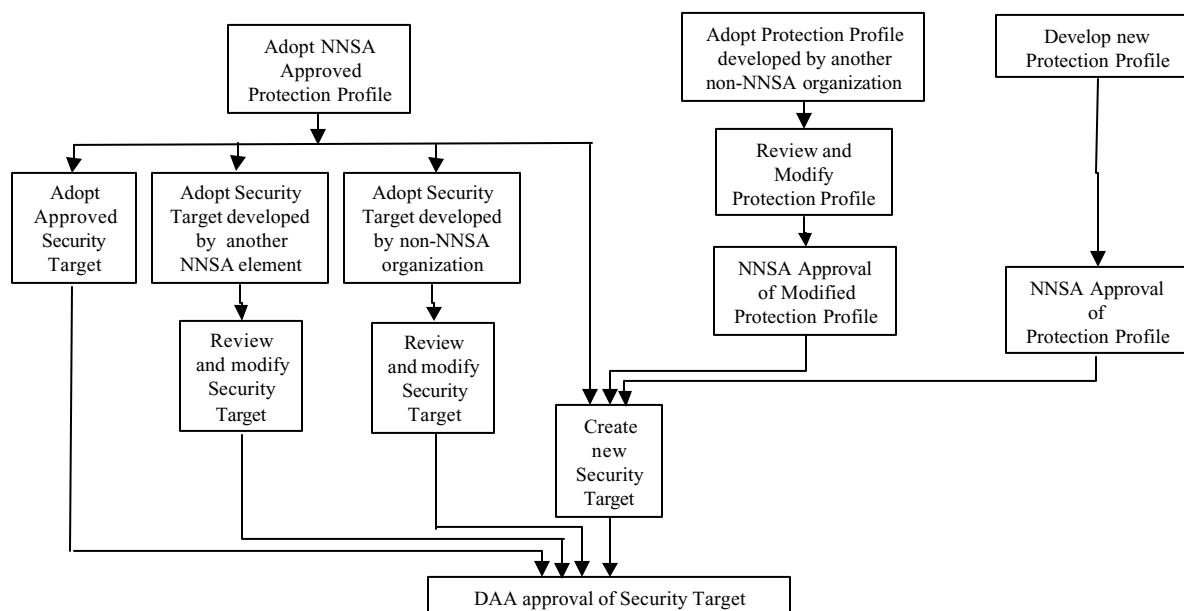 Adopt NNSA
Approved
Protection Profile
Adopt Protection Profile
developed by another
non-NNSA organization
Develop new
Protection Profile
Review and
Modify
Protection Profile
Adopt
Approved
Security
Target
Adopt Security
Target developed
by another
NNSA element
Adopt Security
Target developed
by non-NNSA
organization
NNSA Approval
of Modified
Protection Profile
NNSA Approval
of
Protection Profile
Review
and modify
Security
Target
Review
and modify
Security
Target
Create
new
Security
Target
DAA approval of Security Target